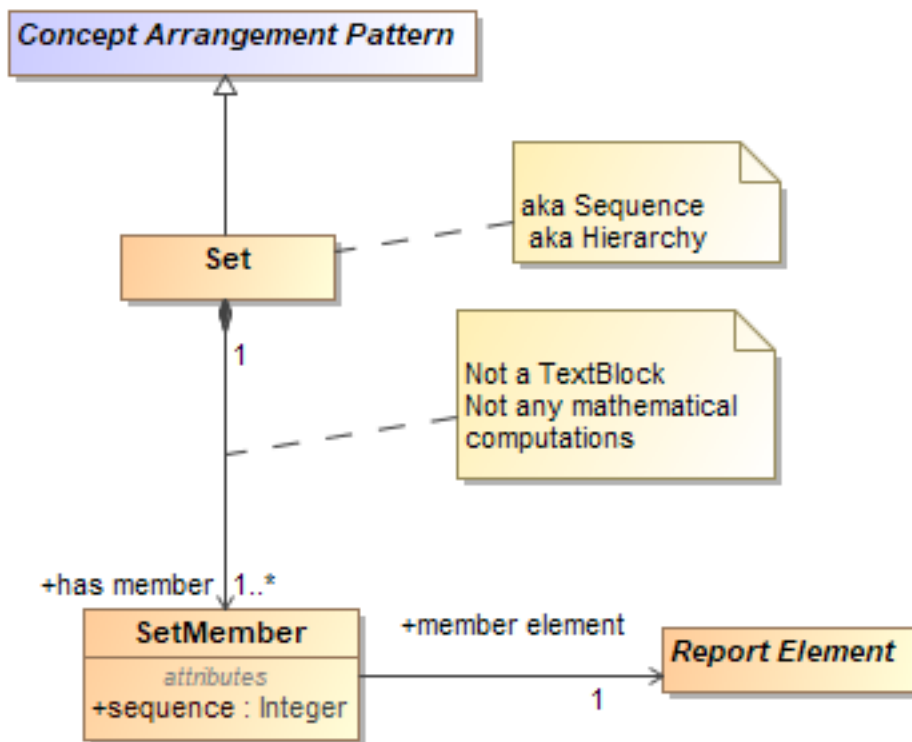 Concept Arrangement Pattern
aka Sequence
aka Hierarchy
Set
1
Not a TextBlock
Not any mathematical
computations
+has member 1..*
SetMember
attributes
+sequence : Integer
+member element
1
Report Element